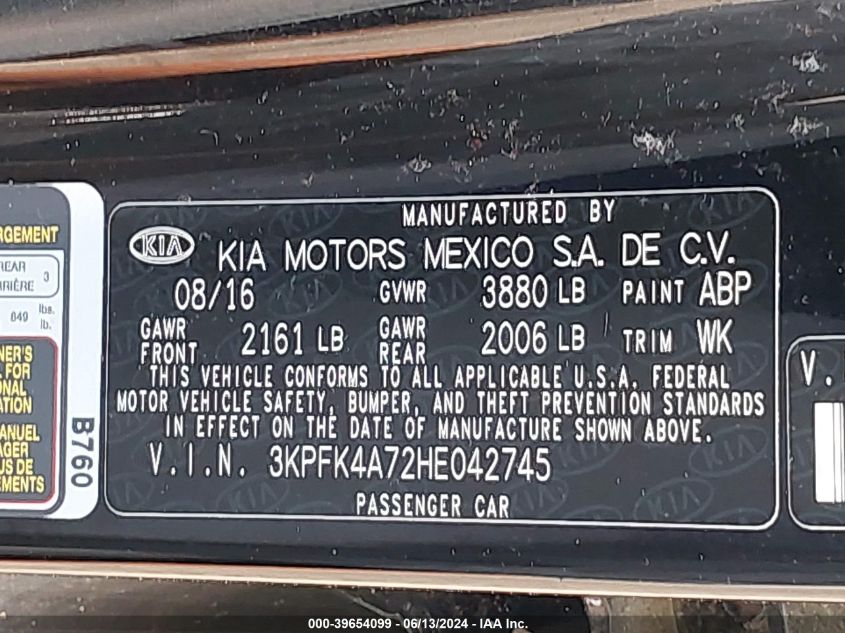 RGEMENT
REAR 3
RIÈRE
849 lbs.
lb.
NER'S
L FOR
ONAL
ATION
MANUEL
AGER
US DE
EMENTS
B760
MANUFACTURED BY
KIA KIA MOTORS MEXICO S.A. DE C.V.
08/16 GVWR 3880 LB PAINT ABP
GAWR FRONT 2161 LB GAWR REAR 2006 LB TRIM WK
THIS VEHICLE CONFORMS TO ALL APPLICABLE U.S.A. FEDERAL
MOTOR VEHICLE SAFETY, BUMPER, AND THEFT PREVENTION STANDARDS
IN EFFECT ON THE DATE OF MANUFACTURE SHOWN ABOVE.
V.I.N. 3KPFK4A72HE042745
PASSENGER CAR
V.
000-39654099 - 06/13/2024 - IAA Inc.